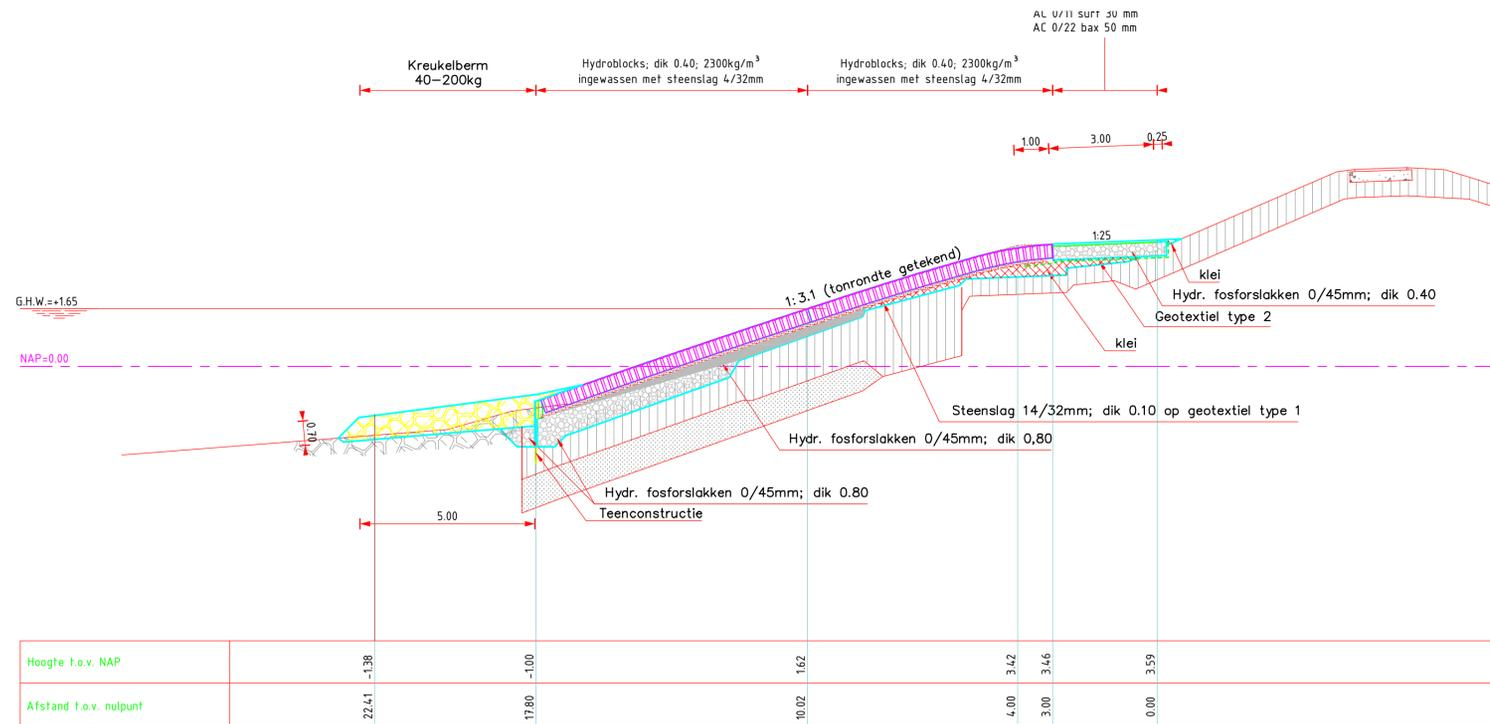 AC 0/11 surf 30 mm
AC 0/22 bax 50 mm
Kreukelberm
40-200kg
Hydroblocks; dik 0.40; 2300kg/m³
ingewassen met steenslag 4/32mm
Hydroblocks; dik 0.40; 2300kg/m³
ingewassen met steenslag 4/32mm
1.00
3.00
0,25
1:25
1: 3.1 (tonrondte getekend)
klei
Hydr. fosforslakken 0/45mm; dik 0.40
G.H.W.=+1.65
Geotextiel type 2
klei
NAP=0.00
Steenslag 14/32mm; dik 0.10 op geotextiel type 1
0.70
Hydr. fosforslakken 0/45mm; dik 0,80
Hydr. fosforslakken 0/45mm; dik 0.80
Teenconstructie
5.00
Hoogte t.o.v. NAP -1.38 -1.00 1.62 3.42 3.46 3.59
Afstand t.o.v. nulpunt 22.41 17.80 10.02 4.00 3.00 0.00